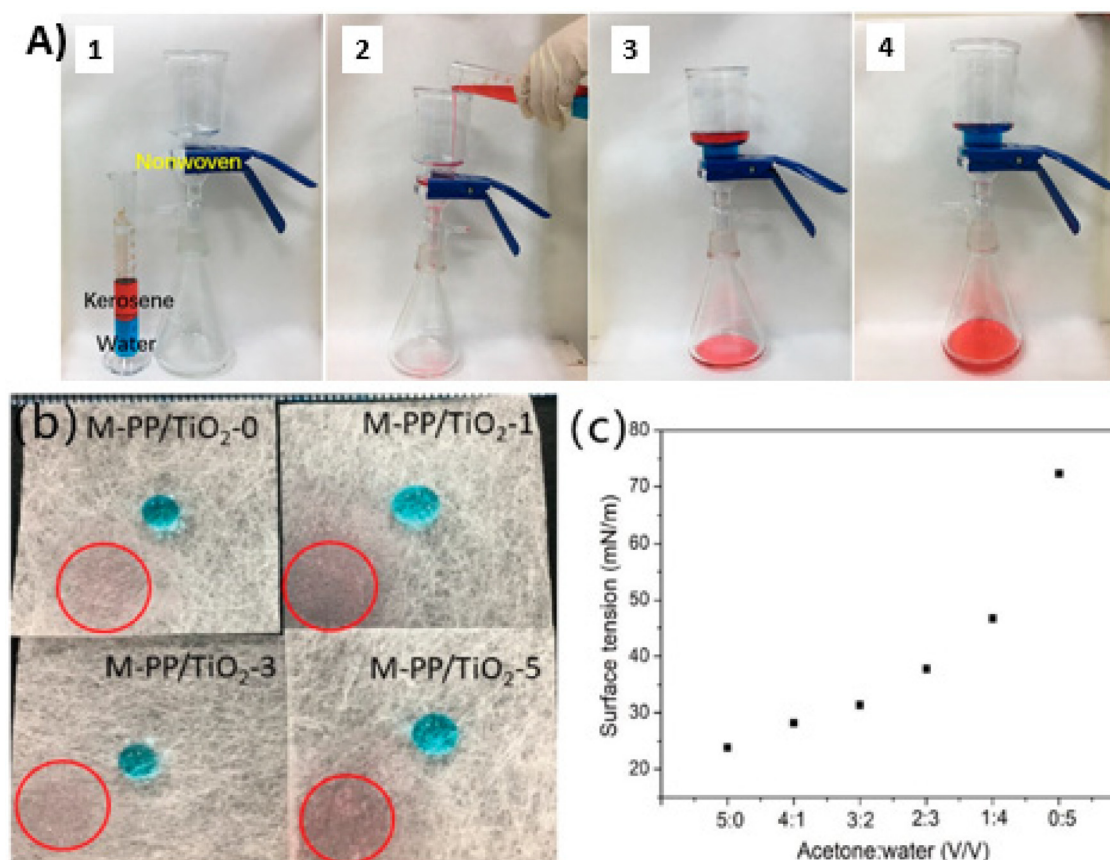 A)
1
2
3
4
Nonwoven
Kerosene
Water
(b)
M-PP/TiO₂-0
M-PP/TiO₂-1
M-PP/TiO₂-3
M-PP/TiO₂-5
(c)
80
70
60
50
40
30
20
Surface tension (mN/m)
5:0 4:1 3:2 2:3 1:4 0:5
Acetone:water (V/V)